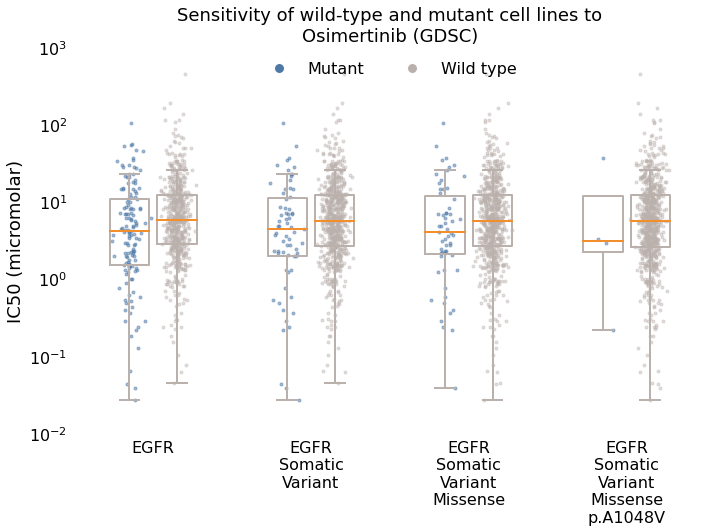 Sensitivity of wild-type and mutant cell lines to
Osimertinib (GDSC)
Mutant
Wild type
IC50 (micromolar)
10³
10²
10¹
10⁰
10⁻¹
10⁻²
EGFR
EGFR
Somatic
Variant
EGFR
Somatic
Variant
Missense
EGFR
Somatic
Variant
Missense
p.A1048V